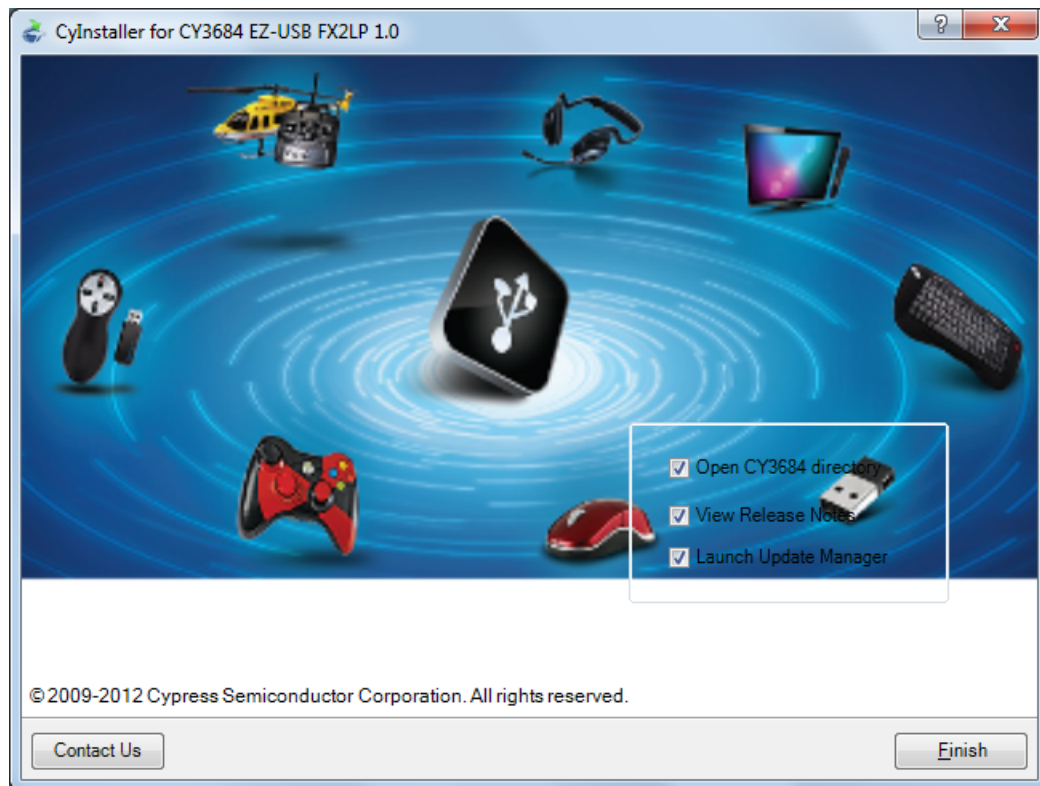 CyInstaller for CY3684 EZ-USB FX2LP 1.0
Open CY3684 directory
View Release Notes
Launch Update Manager
© 2009-2012 Cypress Semiconductor Corporation. All rights reserved.
Contact Us
Finish